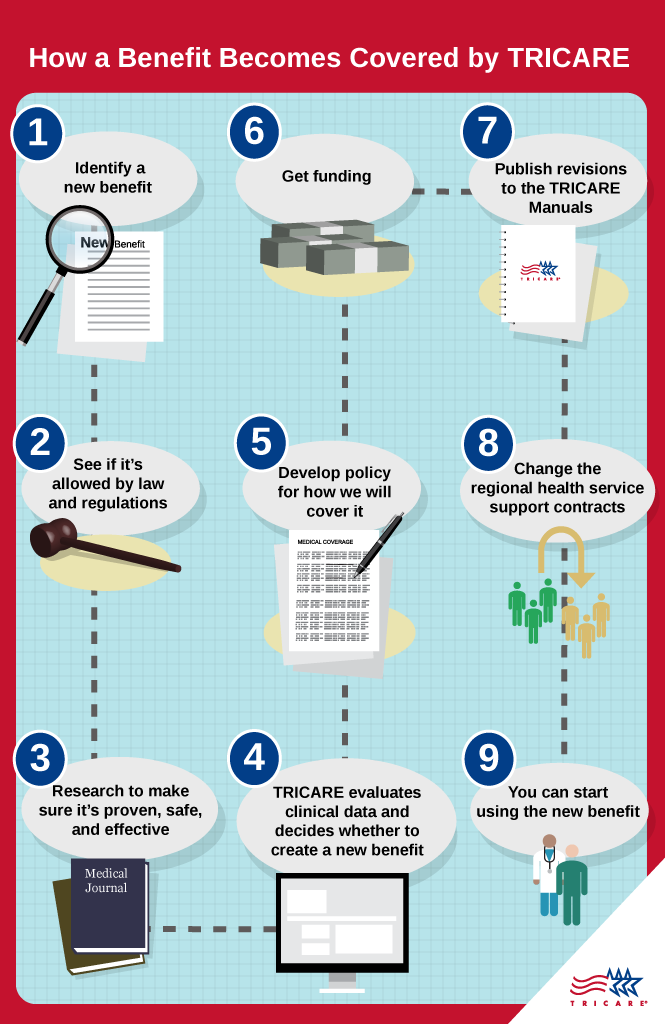 How a Benefit Becomes Covered by TRICARE
1
Identify a
new benefit
New Benefit
2
See if it's
allowed by law
and regulations
3
Research to make
sure it's proven, safe,
and effective
Medical
Journal
4
TRICARE evaluates
clinical data and
decides whether to
create a new benefit
5
Develop policy
for how we will
cover it
MEDICAL COVERAGE
6
Get funding
7
Publish revisions
to the TRICARE
Manuals
TRICARE
8
Change the
regional health service
support contracts
9
You can start
using the new benefit
TRICARE